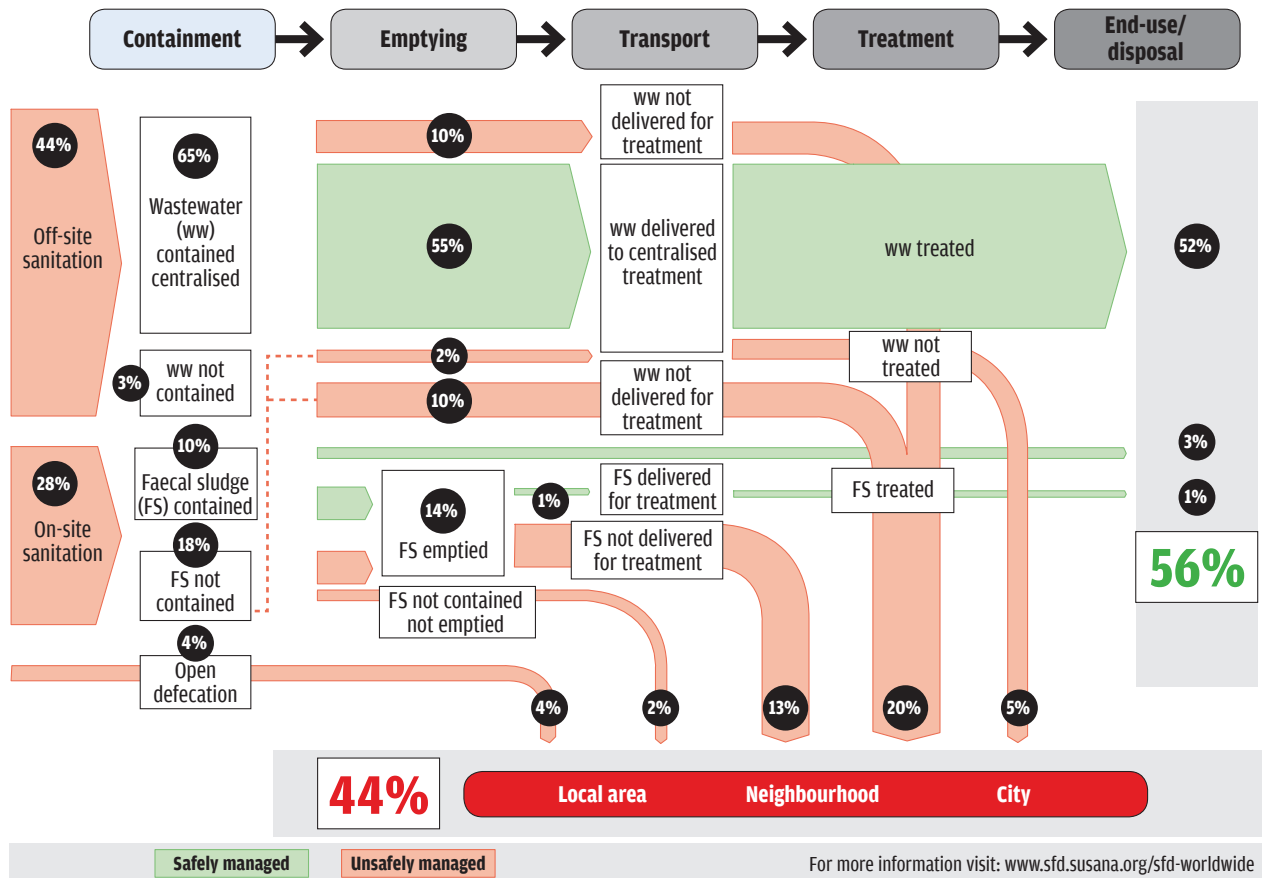 Containment
Emptying
Transport
Treatment
End-use/
disposal
44%
Off-site
sanitation
65%
Wastewater
(ww)
contained
centralised
10%
ww not
delivered for
treatment
55%
ww delivered
to centralised
treatment
ww treated
52%
3%
ww not
contained
2%
ww not
treated
10%
ww not
delivered for
treatment
28%
On-site
sanitation
10%
Faecal sludge
(FS) contained
3%
14%
FS emptied
1%
FS delivered
for treatment
FS treated
1%
18%
FS not
contained
FS not delivered
for treatment
56%
FS not contained
not emptied
4%
Open
defecation
4%
2%
13%
20%
5%
44%
Local area
Neighbourhood
City
Safely managed
Unsafely managed
For more information visit: www.sfd.susana.org/sfd-worldwide